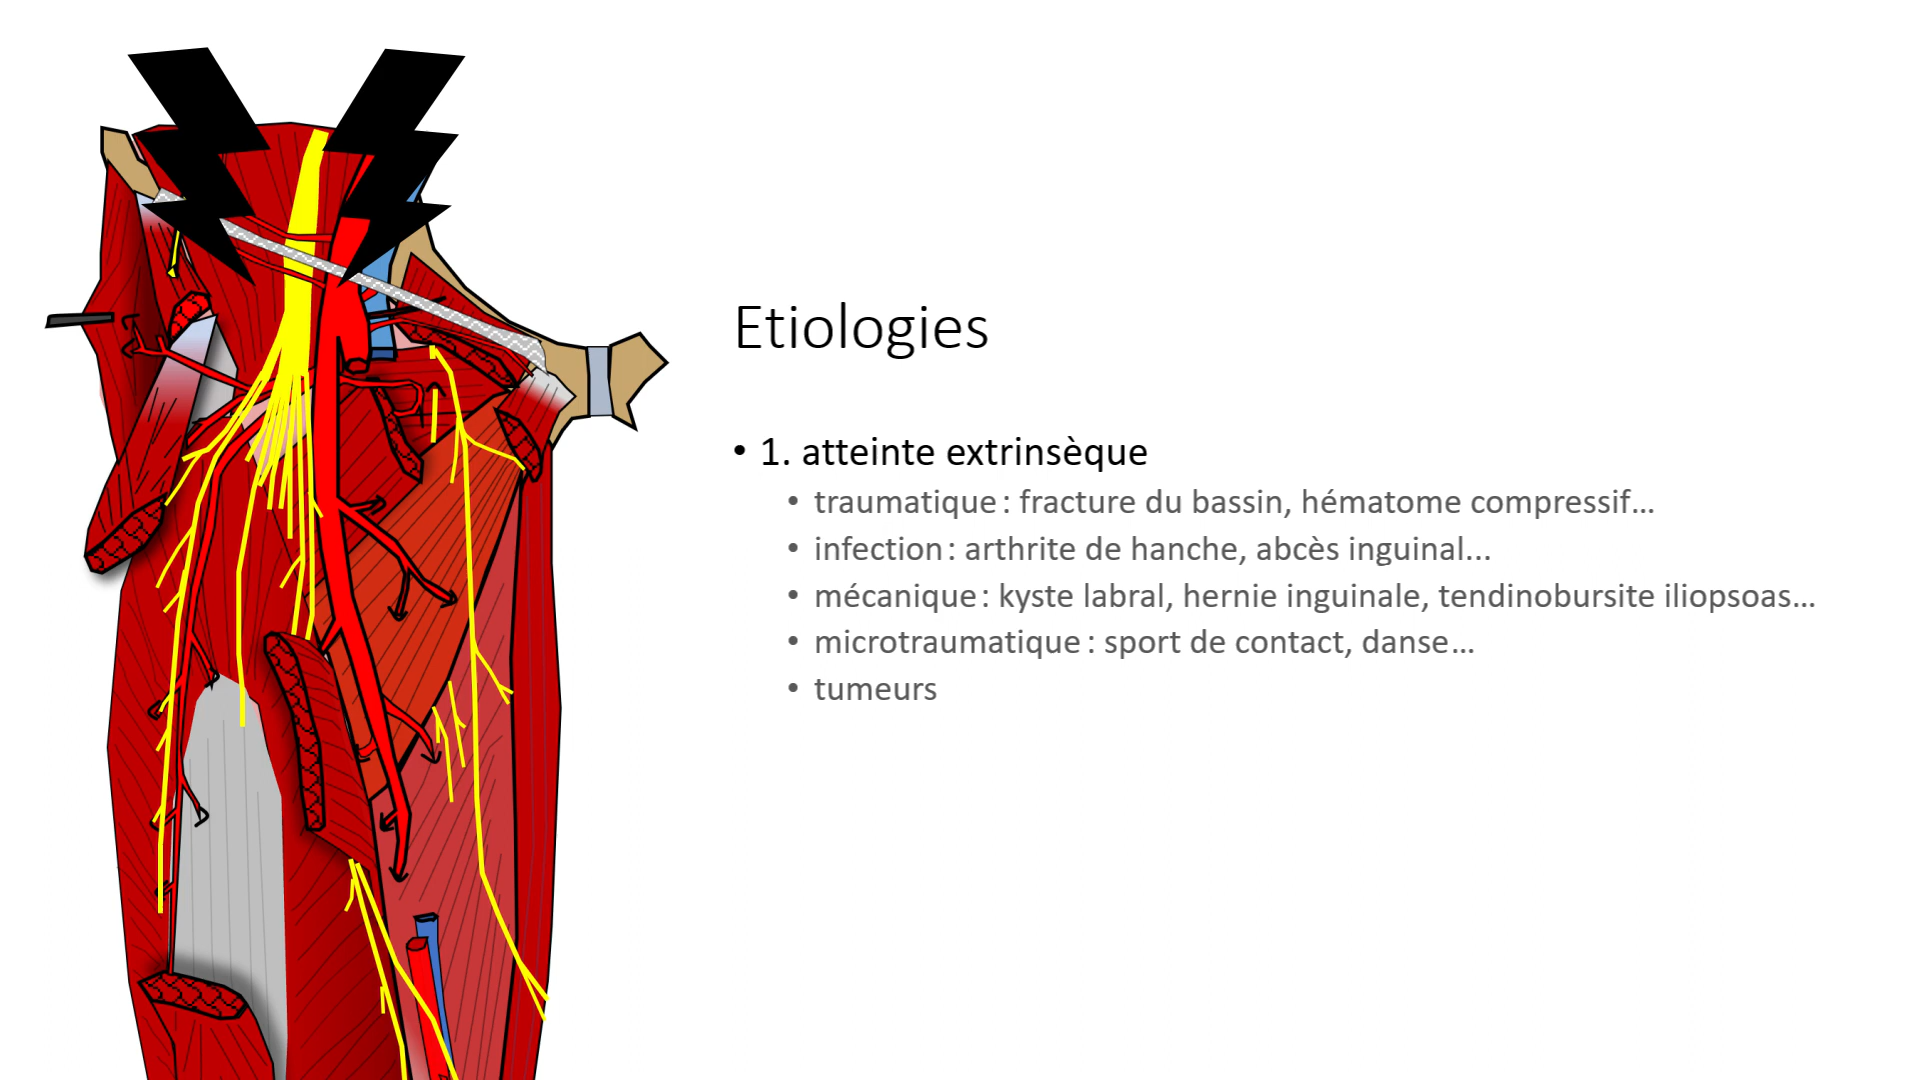 Etiologies
• 1. atteinte extrinsèque
• traumatique : fracture du bassin, hématome compressif…
• infection : arthrite de hanche, abcès inguinal...
• mécanique : kyste labral, hernie inguinale, tendinobursite iliopsoas…
• microtraumatique : sport de contact, danse…
• tumeurs